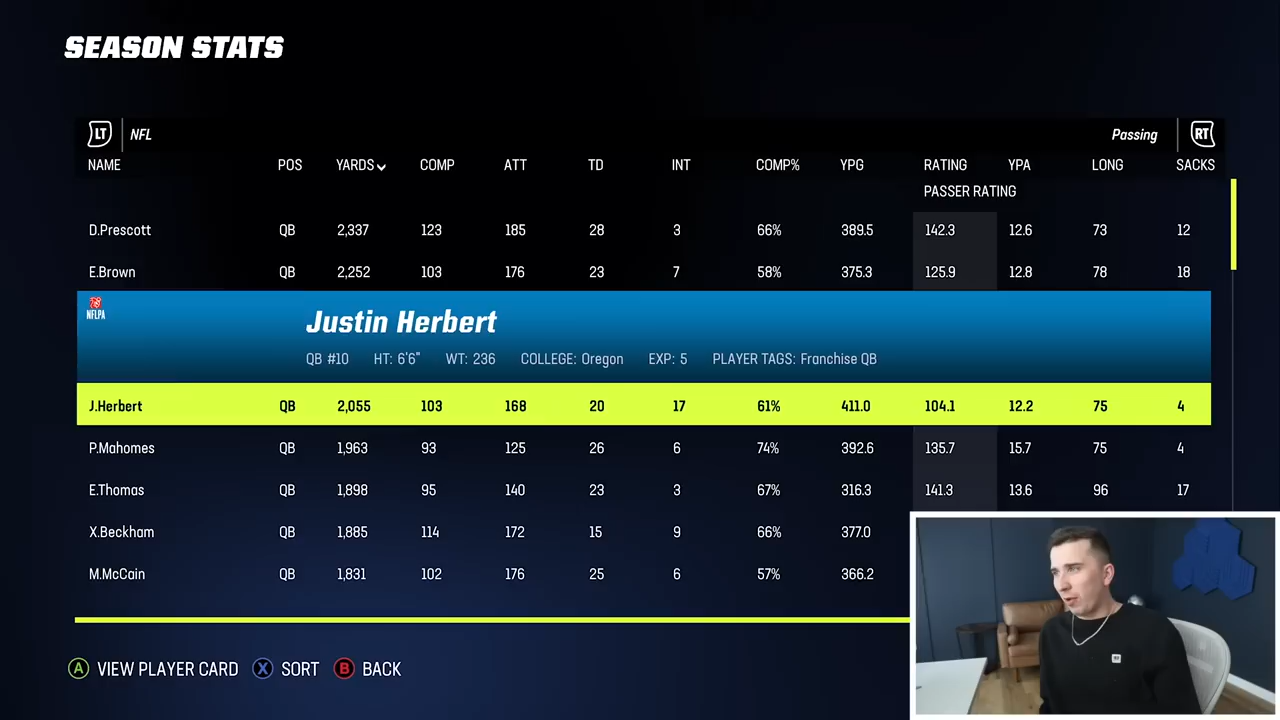 SEASON STATS
LT NFL Passing RT
NAME POS YARDS COMP ATT TD INT COMP% YPG RATING YPA LONG SACKS
PASSER RATING
D.Prescott QB 2,337 123 185 28 3 66% 389.5 142.3 12.6 73 12
E.Brown QB 2,252 103 176 23 7 58% 375.3 125.9 12.8 78 18
NFLPA
Justin Herbert
QB #10 HT: 6'6" WT: 236 COLLEGE: Oregon EXP: 5 PLAYER TAGS: Franchise QB
J.Herbert QB 2,055 103 168 20 17 61% 411.0 104.1 12.2 75 4
P.Mahomes QB 1,963 93 125 26 6 74% 392.6 135.7 15.7 75 4
E.Thomas QB 1,898 95 140 23 3 67% 316.3 141.3 13.6 96 17
X.Beckham QB 1,885 114 172 15 9 66% 377.0
M.McCain QB 1,831 102 176 25 6 57% 366.2
A VIEW PLAYER CARD X SORT B BACK